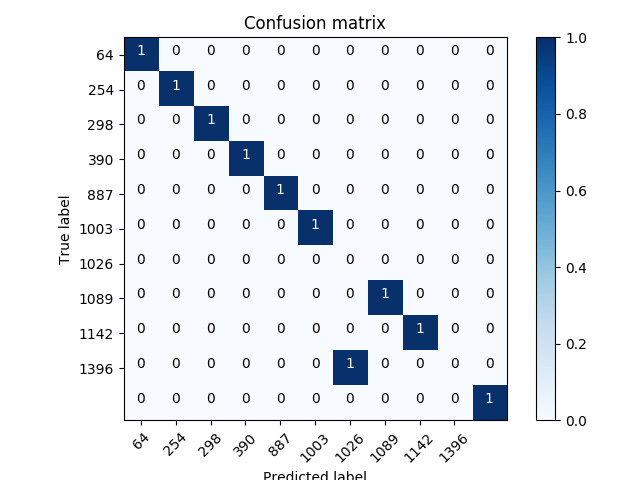 Confusion matrix
64 1 0 0 0 0 0 0 0 0 0 0 1.0
254 0 1 0 0 0 0 0 0 0 0 0
298 0 0 1 0 0 0 0 0 0 0 0 0.8
390 0 0 0 1 0 0 0 0 0 0 0
887 0 0 0 0 1 0 0 0 0 0 0 0.6
1003 0 0 0 0 0 1 0 0 0 0 0
1026 0 0 0 0 0 0 0 0 0 0 0 0.4
1089 0 0 0 0 0 0 0 1 0 0 0
1142 0 0 0 0 0 0 0 0 1 0 0 0.2
1396 0 0 0 0 0 0 1 0 0 0 0
0 0 0 0 0 0 0 0 0 0 1 0.0
True label
64 254 298 390 887 1003 1026 1089 1142 1396
Predicted label